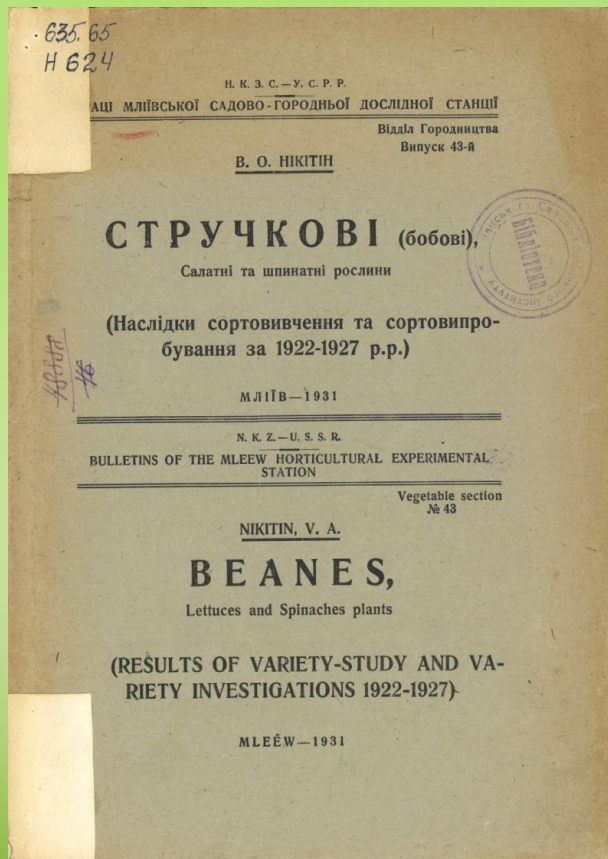 635.65
Н 624
Н. К. З. С.—У. С. Р. Р.
АЦІ МЛІЇВСЬКОЇ САДОВО-ГОРОДНЬОЇ ДОСЛІДНОЇ СТАНЦІЇ
Відділ Городництва
Випуск 43-й
В. О. НІКІТІН
СТРУЧКОВІ (бобові),
Салатні та шпинатні рослини
(Наслідки сортовивчення та сортовипро-
бування за 1922-1927 р.р.)
МЛІЇВ—1931
БІБЛІОТЕКА
N. K. Z.—U. S. S. R.
BULLETINS OF THE MLEEW HORTICULTURAL EXPERIMENTAL
STATION
Vegetable section
№ 43
NIKITIN, V. A.
BEANES,
Lettuces and Spinaches plants
(RESULTS OF VARIETY-STUDY AND VA-
RIETY INVESTIGATIONS 1922-1927)
MLEÉW—1931